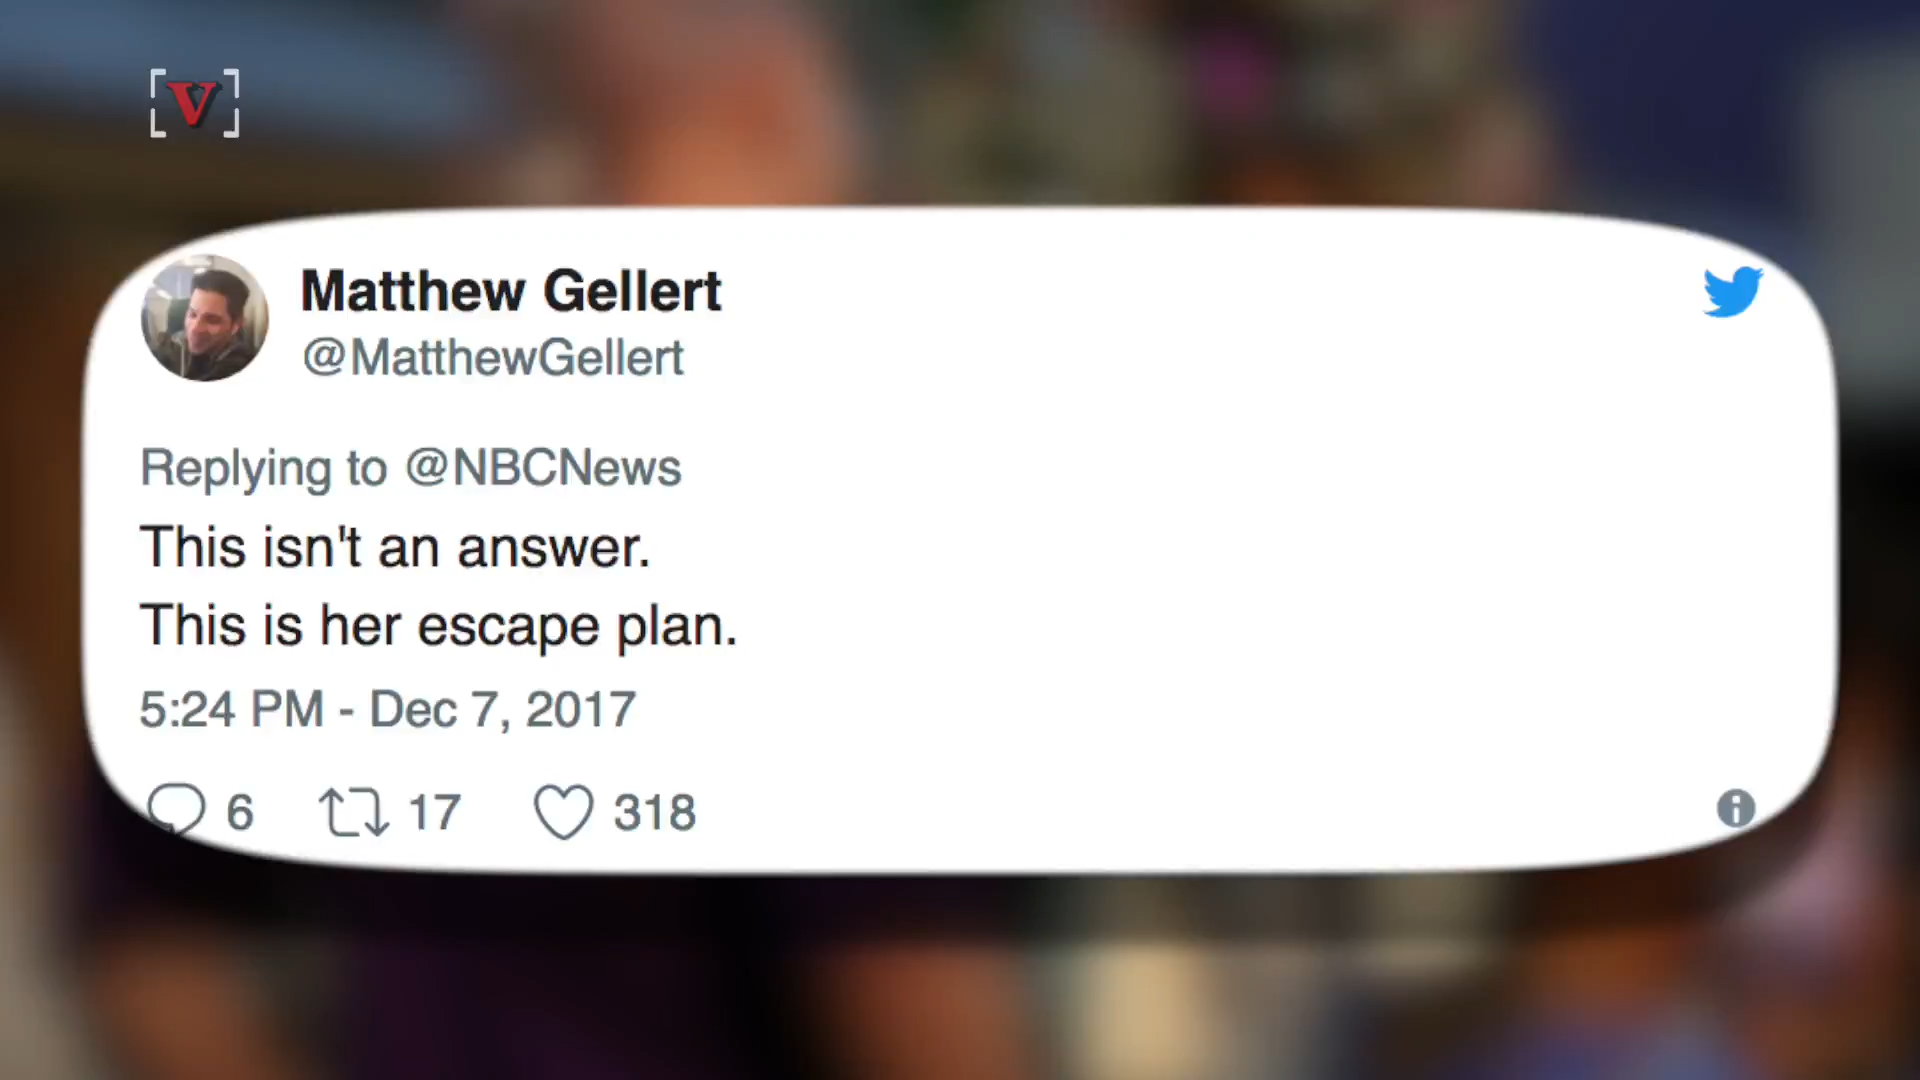 V
Matthew Gellert
@MatthewGellert
Replying to @NBCNews
This isn't an answer.
This is her escape plan.
5:24 PM - Dec 7, 2017
6 17 318